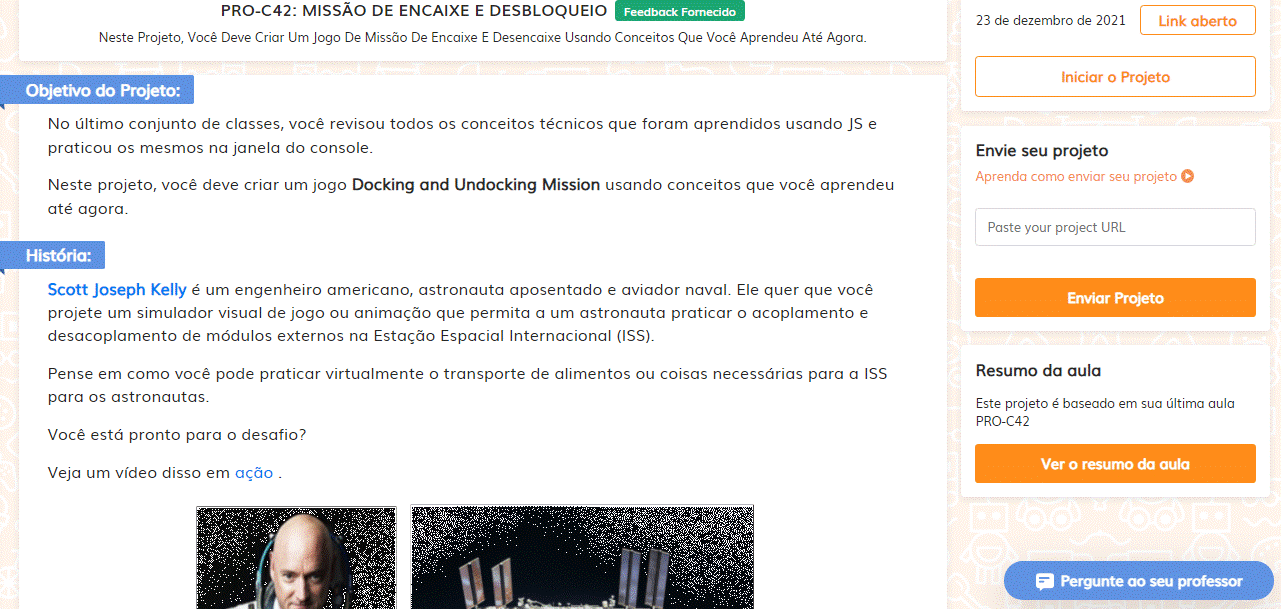 PRO-C42: MISSÃO DE ENCAIXE E DESBLOQUEIO Feedback Fornecido
Neste Projeto, Você Deve Criar Um Jogo De Missão De Encaixe E Desencaixe Usando Conceitos Que Você Aprendeu Até Agora.
Objetivo do Projeto:
No último conjunto de classes, você revisou todos os conceitos técnicos que foram aprendidos usando JS e
praticou os mesmos na janela do console.
Neste projeto, você deve criar um jogo Docking and Undocking Mission usando conceitos que você aprendeu
até agora.
História:
Scott Joseph Kelly é um engenheiro americano, astronauta aposentado e aviador naval. Ele quer que você
projete um simulador visual de jogo ou animação que permita a um astronauta praticar o acoplamento e
desacoplamento de módulos externos na Estação Espacial Internacional (ISS).
Pense em como você pode praticar virtualmente o transporte de alimentos ou coisas necessárias para a ISS
para os astronautas.
Você está pronto para o desafio?
Veja um vídeo disso em ação .
23 de dezembro de 2021
Link aberto
Iniciar o Projeto
Envie seu projeto
Aprenda como enviar seu projeto
Paste your project URL
Enviar Projeto
Resumo da aula
Este projeto é baseado em sua última aula
PRO-C42
Ver o resumo da aula
Pergunte ao seu professor